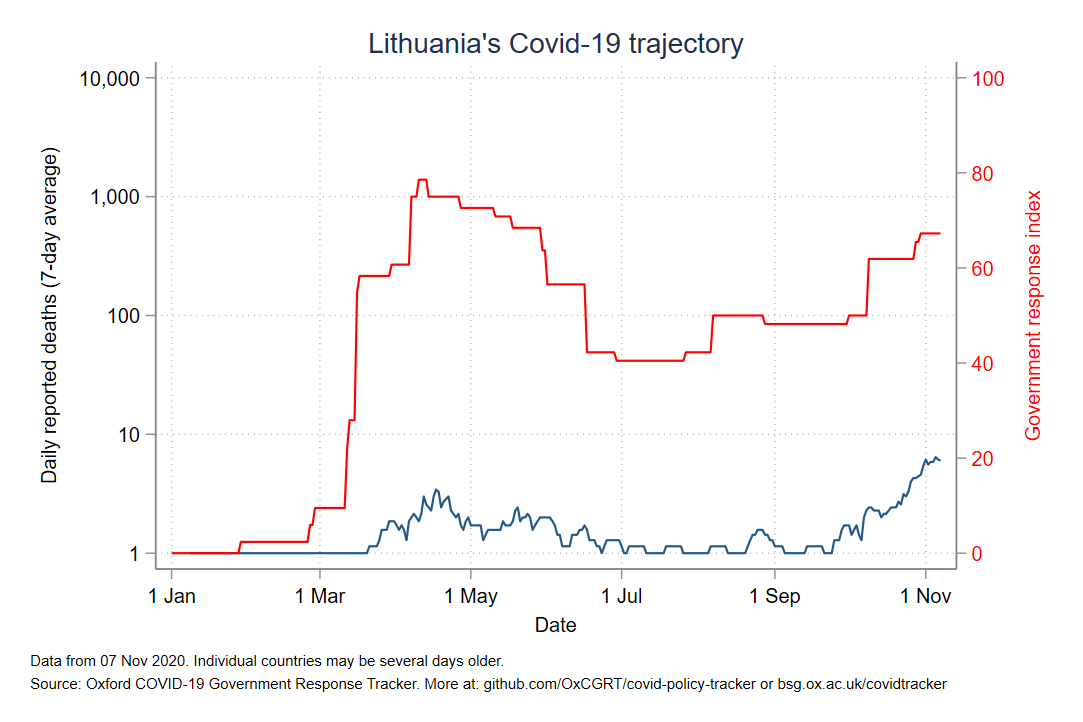 Lithuania's Covid-19 trajectory
Daily reported deaths (7-day average)
10,000
1,000
100
10
1
100
80
60
40
20
0
Government response index
1 Jan
1 Mar
1 May
1 Jul
1 Sep
1 Nov
Date
Data from 07 Nov 2020. Individual countries may be several days older.
Source: Oxford COVID-19 Government Response Tracker. More at: github.com/OxCGRT/covid-policy-tracker or bsg.ox.ac.uk/covidtracker